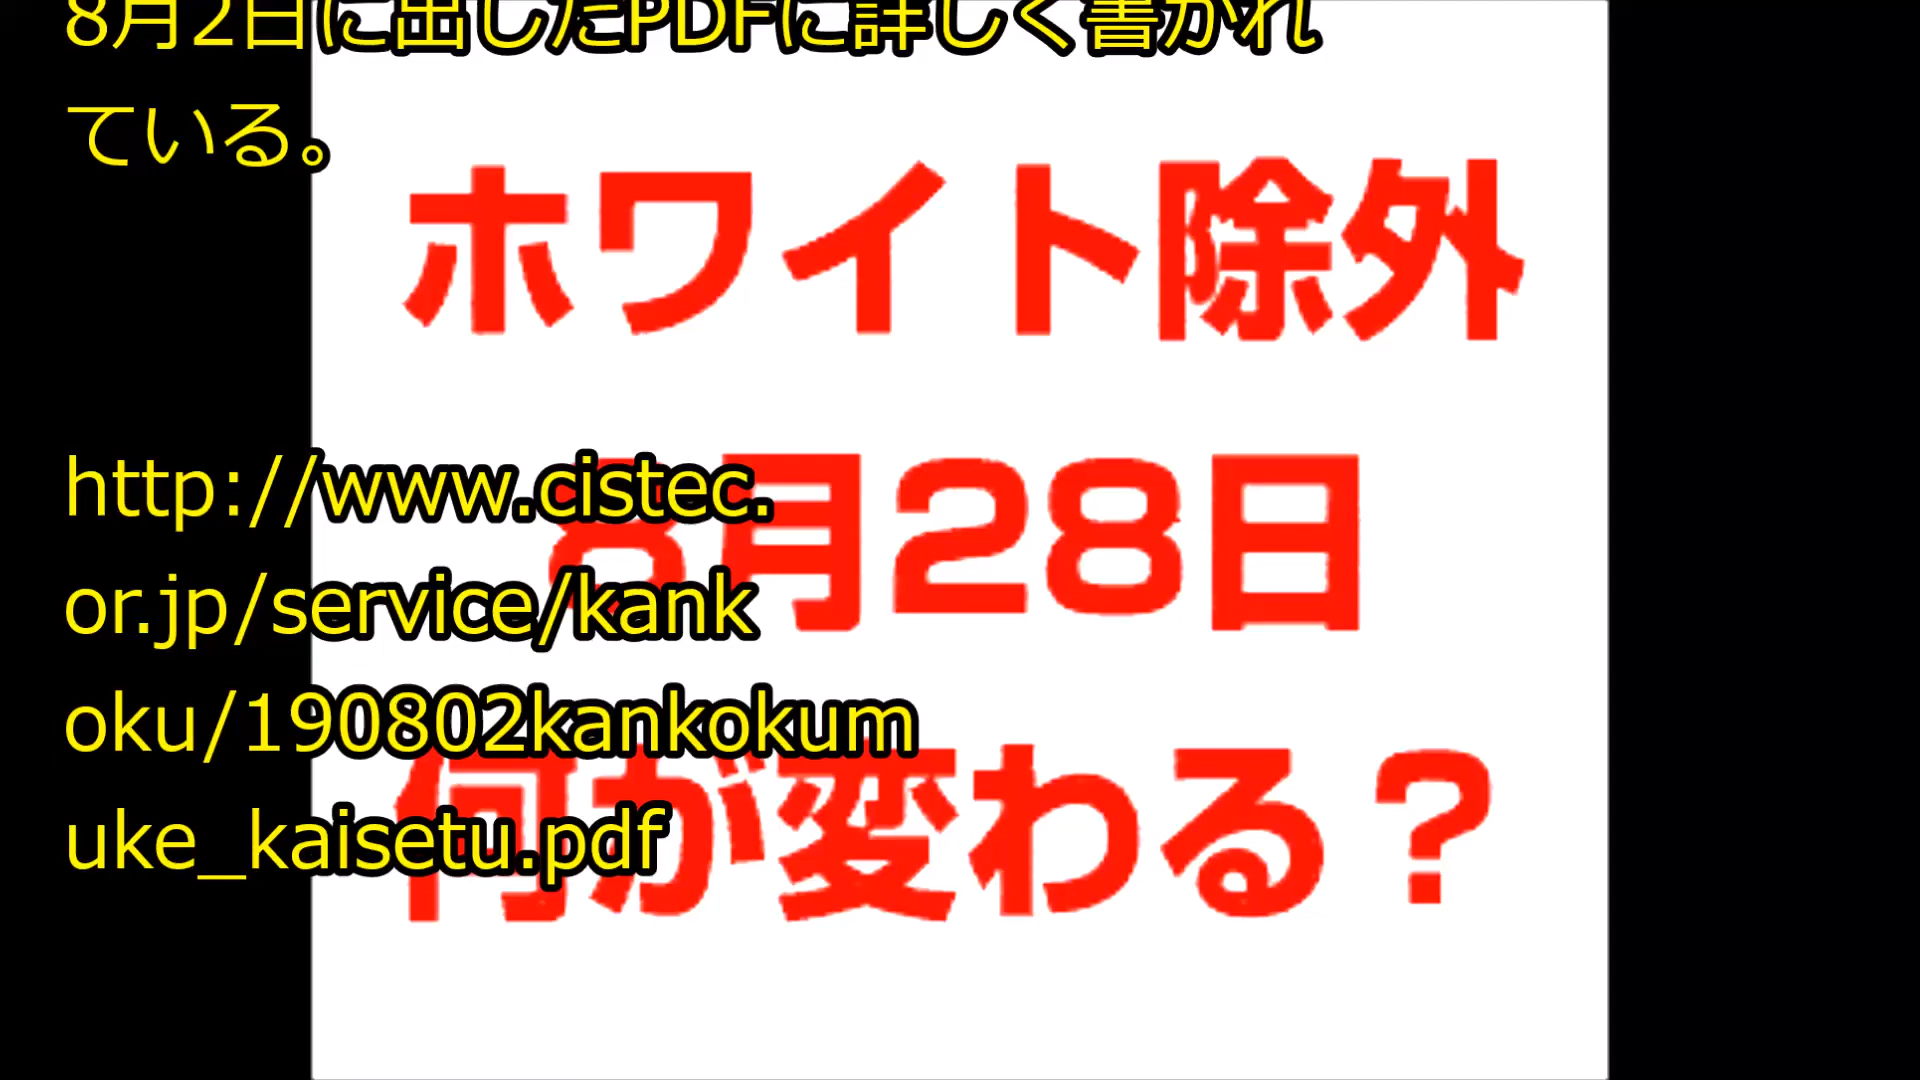 8月2日に出したPDFに詳しく書かれ
ている。
ホワイト除外
http://www.cistec.
8月28日
or.jp/service/kank
oku/190802kankokum
何が変わる？
uke_kaisetu.pdf